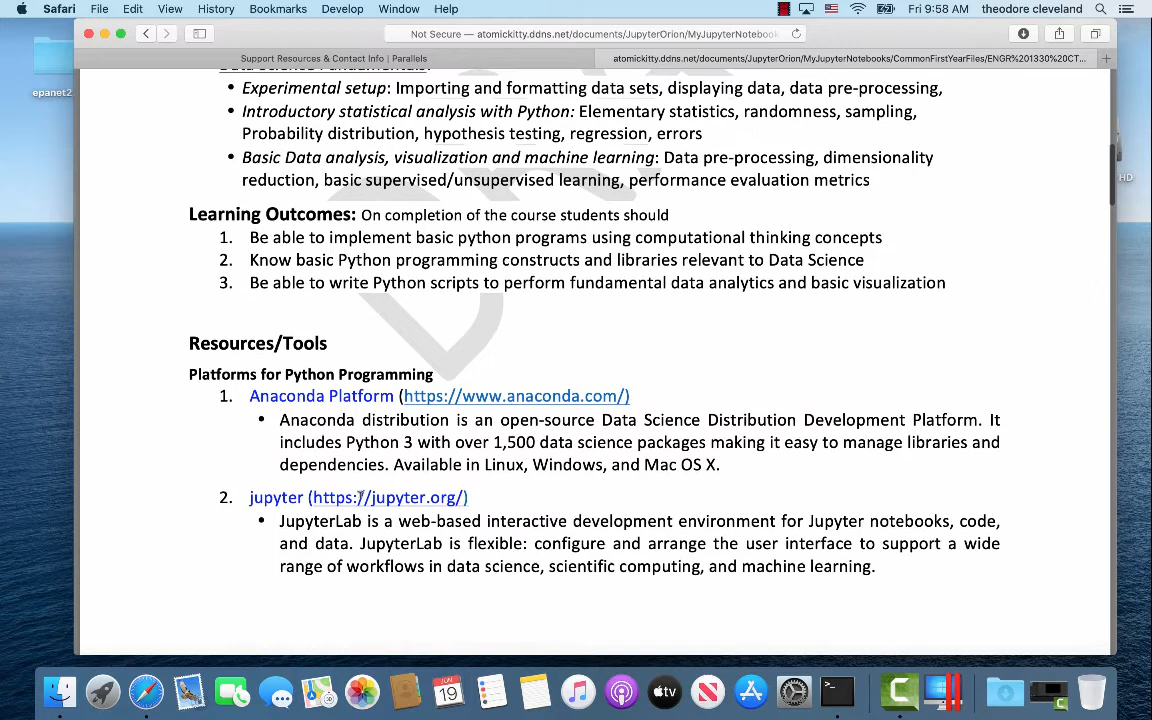 Safari File Edit View History Bookmarks Develop Window Help Fri 9:58 AM theodore cleveland
Not Secure — atomickitty.ddns.net/documents/JupyterOrion/MyJupyterNotebook
Support Resources & Contact Info | Parallels
atomickitty.ddns.net/documents/JupyterOrion/MyJupyterNotebooks/CommonFirstYearFiles/ENGR%201330%20CT...
epanet2
HD
Data Science Fundamentals:
• Experimental setup: Importing and formatting data sets, displaying data, data pre-processing,
• Introductory statistical analysis with Python: Elementary statistics, randomness, sampling,
Probability distribution, hypothesis testing, regression, errors
• Basic Data analysis, visualization and machine learning: Data pre-processing, dimensionality
reduction, basic supervised/unsupervised learning, performance evaluation metrics
Learning Outcomes: On completion of the course students should
1. Be able to implement basic python programs using computational thinking concepts
2. Know basic Python programming constructs and libraries relevant to Data Science
3. Be able to write Python scripts to perform fundamental data analytics and basic visualization
Resources/Tools
Platforms for Python Programming
1. Anaconda Platform (https://www.anaconda.com/)
• Anaconda distribution is an open-source Data Science Distribution Development Platform. It
includes Python 3 with over 1,500 data science packages making it easy to manage libraries and
dependencies. Available in Linux, Windows, and Mac OS X.
2. jupyter (https://jupyter.org/)
• JupyterLab is a web-based interactive development environment for Jupyter notebooks, code,
and data. JupyterLab is flexible: configure and arrange the user interface to support a wide
range of workflows in data science, scientific computing, and machine learning.
JUN
19
tv